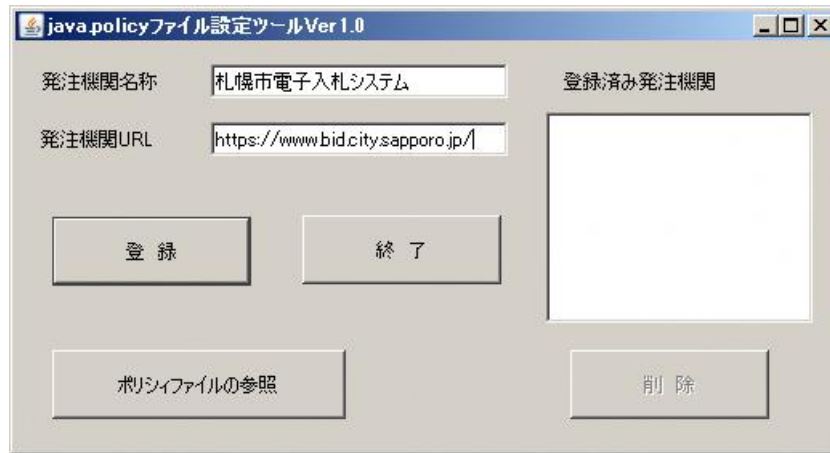 java.policyファイル設定ツールVer1.0
発注機関名称 札幌市電子入札システム 登録済み発注機関
発注機関URL https://www.bid.city.sapporo.jp/
登 録 終 了
ポリシィファイルの参照 削 除